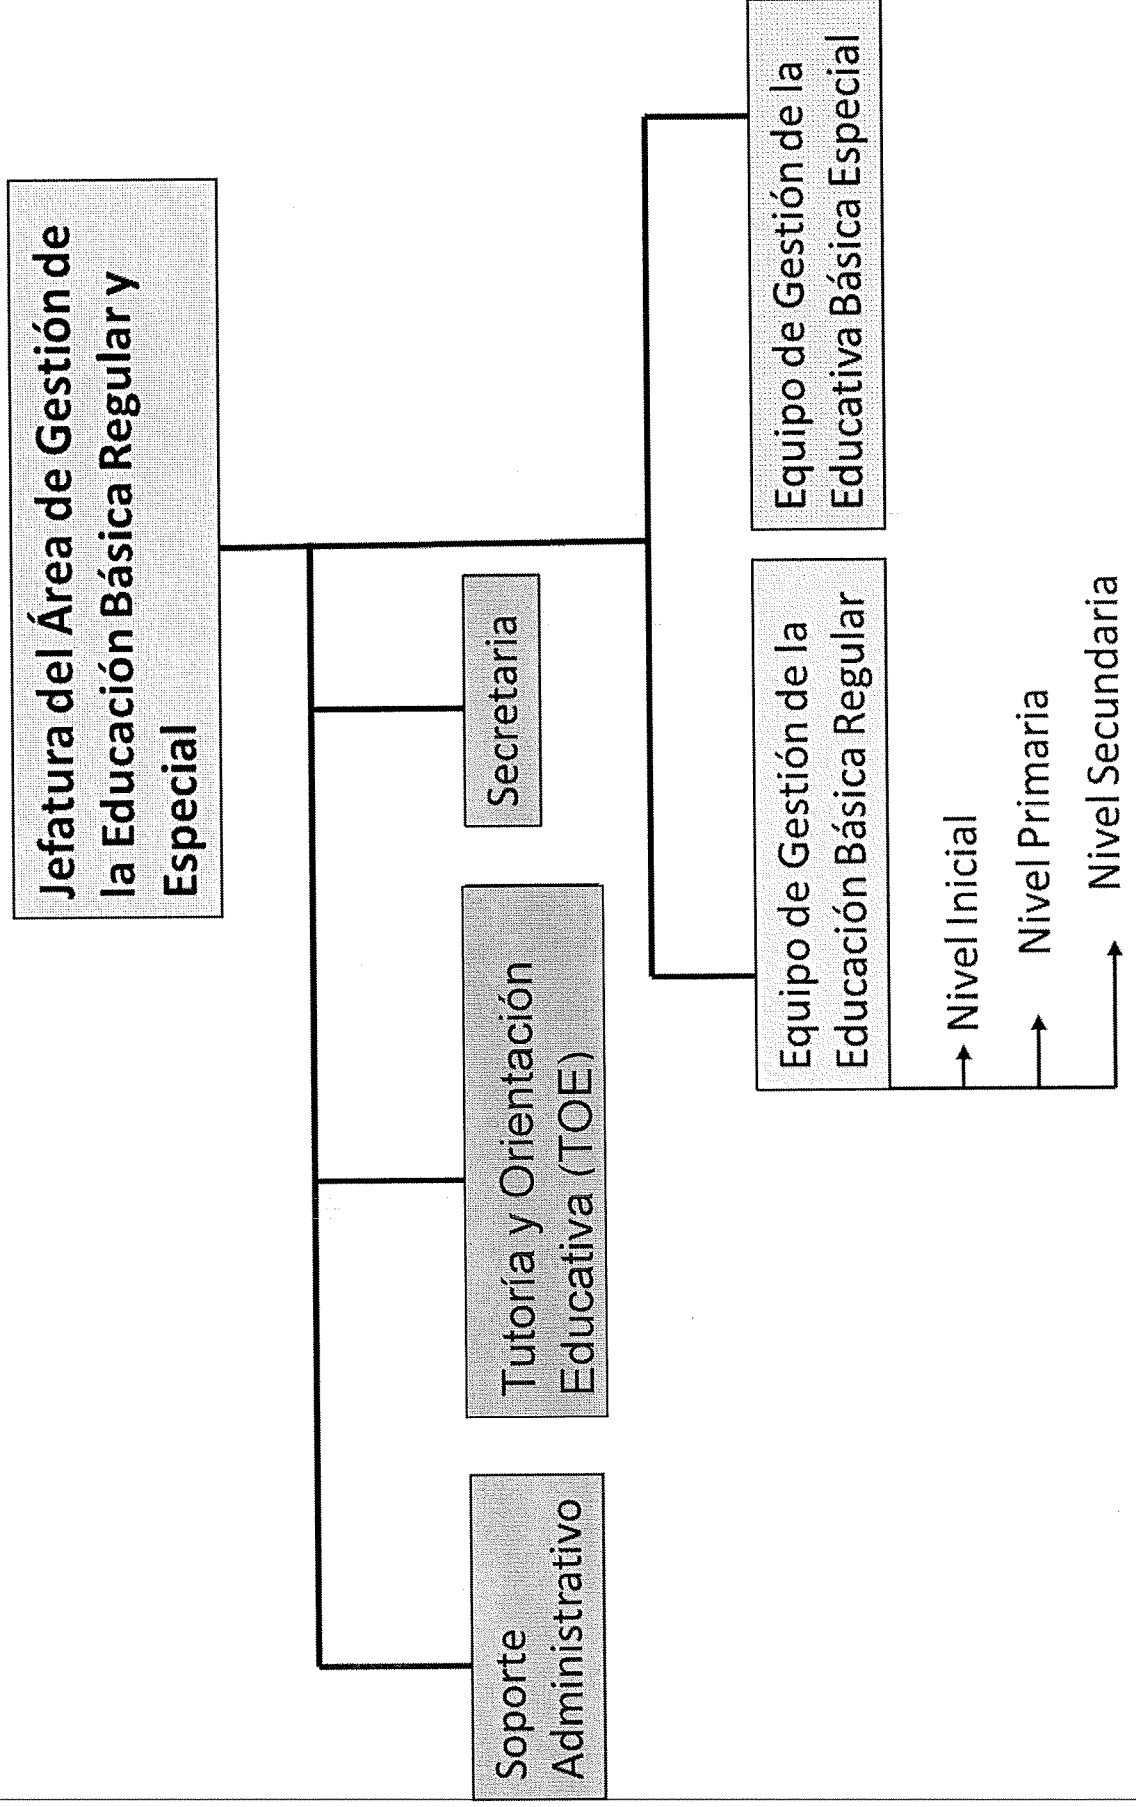 Jefatura del Área de Gestión de
la Educación Básica Regular y
Especial
Soporte
Administrativo
Tutoría y Orientación
Educativa (TOE)
Secretaria
Equipo de Gestión de la
Educación Básica Regular
Equipo de Gestión de la
Educativa Básica Especial
Nivel Inicial
Nivel Primaria
Nivel Secundaria